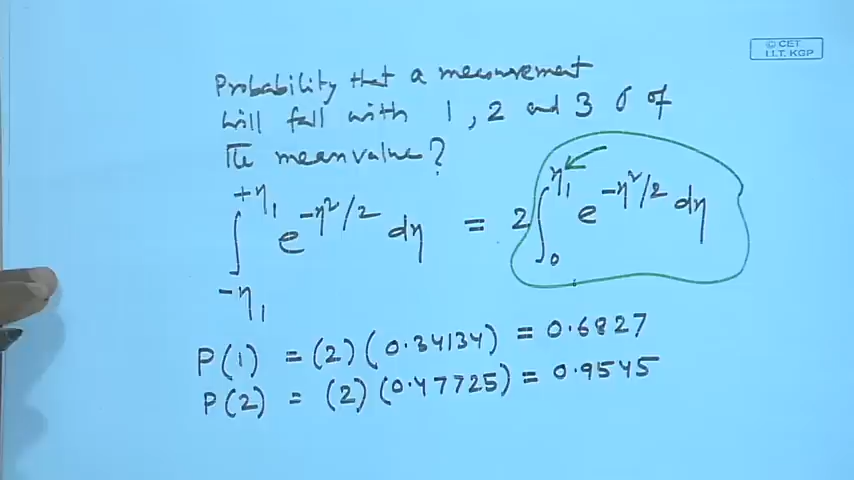 © CET
I.I.T. KGP
Probability that a measurement
will fall with 1, 2 and 3 σ of
the mean value?
∫_{-η₁}^{+η₁} e^{-η²/2} dη = 2 ∫_0^{η₁} e^{-η²/2} dη
P(1) = (2)(0.34134) = 0.6827
P(2) = (2)(0.47725) = 0.9545